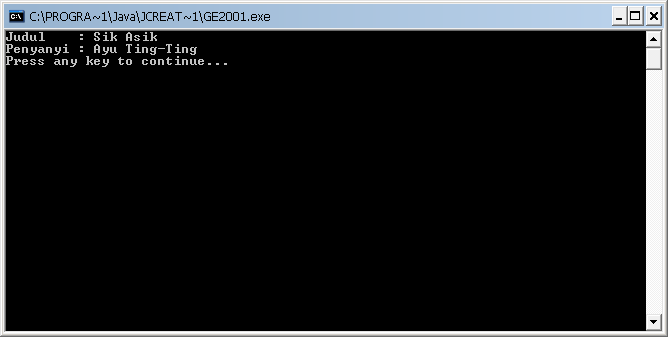 C:\PROGRA~1\Java\JCREAT~1\GE2001.exe
Judul    : Sik Asik
Penyanyi : Ayu Ting-Ting
Press any key to continue...